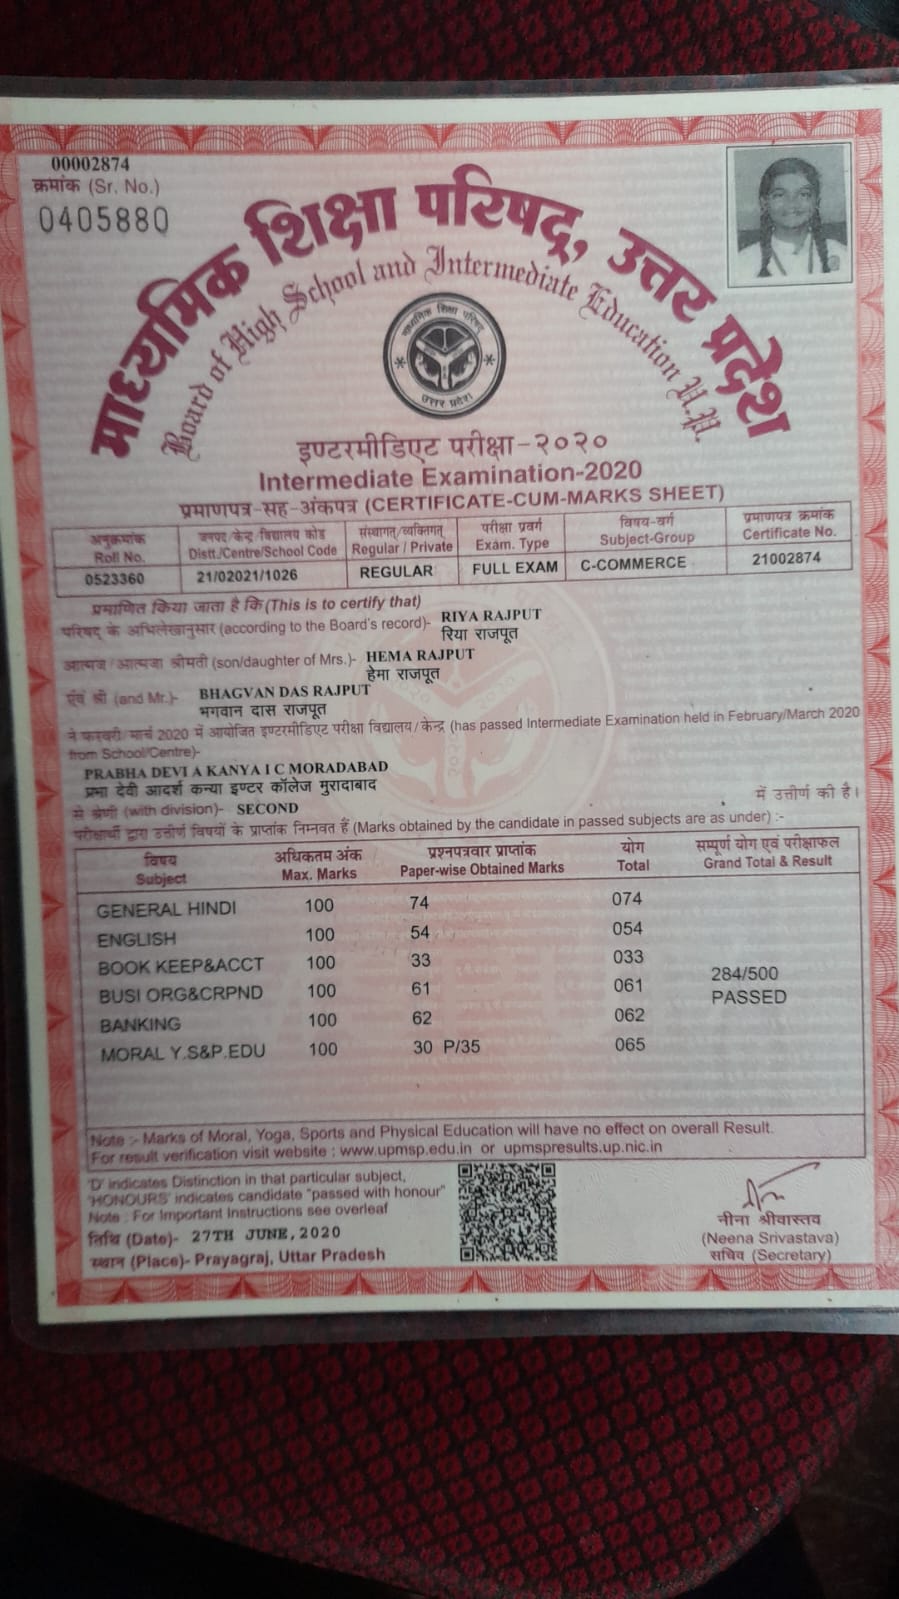 00002874
क्रमांक (Sr. No.)
0405880
माध्यमिक शिक्षा परिषद्, उत्तर प्रदेश
Board of High School and Intermediate Education U.P.
माध्यमिक शिक्षा परिषद्
उत्तर प्रदेश
इण्टरमीडिएट परीक्षा-२०२०
Intermediate Examination-2020
प्रमाणपत्र-सह-अंकपत्र (CERTIFICATE-CUM-MARKS SHEET)
अनुक्रमांक जनपद/केन्द्र/विद्यालय कोड संस्थागत/व्यक्तिगत् परीक्षा प्रवर्ग विषय-वर्ग प्रमाणपत्र क्रमांक
Roll No. Distt./Centre/School Code Regular / Private Exam. Type Subject-Group Certificate No.
0523360 21/02021/1026 REGULAR FULL EXAM C-COMMERCE 21002874
प्रमाणित किया जाता है कि (This is to certify that)
परिषद के अभिलेखानुसार (according to the Board's record)- RIYA RAJPUT
रिया राजपूत
आत्मज/आत्मजा श्रीमती (son/daughter of Mrs.)- HEMA RAJPUT
हेमा राजपूत
एवं श्री (and Mr.)- BHAGVAN DAS RAJPUT
भगवान दास राजपूत
ने फरवरी/मार्च 2020 में आयोजित इण्टरमीडिएट परीक्षा विद्यालय/केन्द्र (has passed Intermediate Examination held in February/March 2020
from School/Centre)-
PRABHA DEVI A KANYA I C MORADABAD
प्रभा देवी आदर्श कन्या इण्टर कॉलेज मुरादाबाद
में उत्तीर्ण की है।
से श्रेणी (with division)- SECOND
परीक्षार्थी द्वारा उत्तीर्ण विषयों के प्राप्तांक निम्नवत हैं (Marks obtained by the candidate in passed subjects are as under) :-
विषय अधिकतम अंक प्रश्नपत्रवार प्राप्तांक योग सम्पूर्ण योग एवं परीक्षाफल
Subject Max. Marks Paper-wise Obtained Marks Total Grand Total & Result
GENERAL HINDI 100 74 074
ENGLISH 100 54 054
BOOK KEEP&ACCT 100 33 033
284/500
BUSI ORG&CRPND 100 61 061
PASSED
BANKING 100 62 062
MORAL Y.S&P.EDU 100 30 P/35 065
Note :- Marks of Moral, Yoga, Sports and Physical Education will have no effect on overall Result.
For result verification visit website : www.upmsp.edu.in or upmspresults.up.nic.in
'D' indicates Distinction in that particular subject,
'HONOURS' indicates candidate "passed with honour"
Note : For Important Instructions see overleaf
तिथि (Date)- 27TH JUNE,2020
स्थान (Place)- Prayagraj, Uttar Pradesh
नीना श्रीवास्तव
(Neena Srivastava)
सचिव (Secretary)